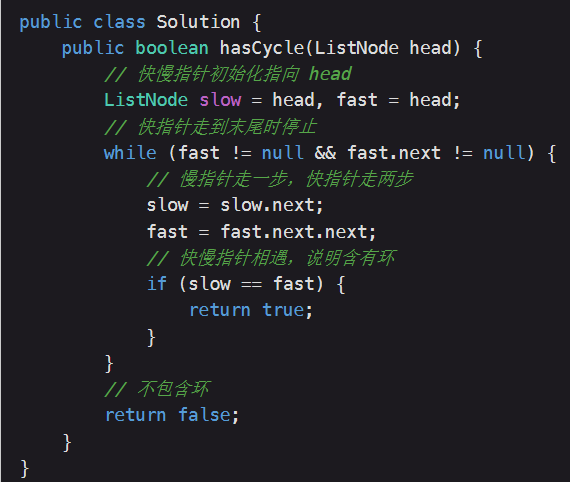 public class Solution {
    public boolean hasCycle(ListNode head) {
        // 快慢指针初始化指向 head
        ListNode slow = head, fast = head;
        // 快指针走到末尾时停止
        while (fast != null && fast.next != null) {
            // 慢指针走一步，快指针走两步
            slow = slow.next;
            fast = fast.next.next;
            // 快慢指针相遇，说明含有环
            if (slow == fast) {
                return true;
            }
        }
        // 不包含环
        return false;
    }
}